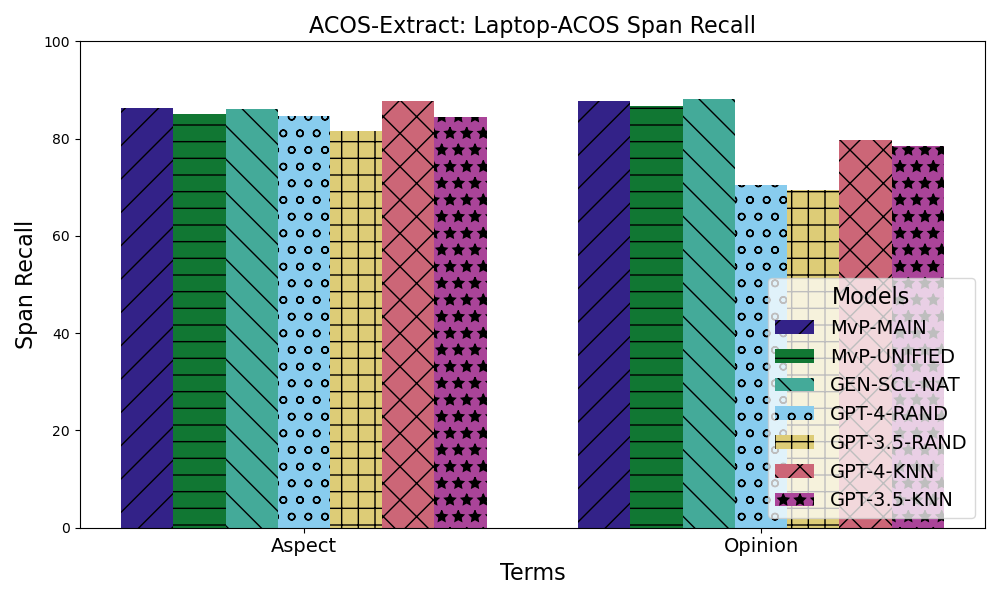 ACOS-Extract: Laptop-ACOS Span Recall
Span Recall
100
80
60
40
20
0
Aspect
Opinion
Terms
Models
MvP-MAIN
MvP-UNIFIED
GEN-SCL-NAT
GPT-4-RAND
GPT-3.5-RAND
GPT-4-KNN
GPT-3.5-KNN